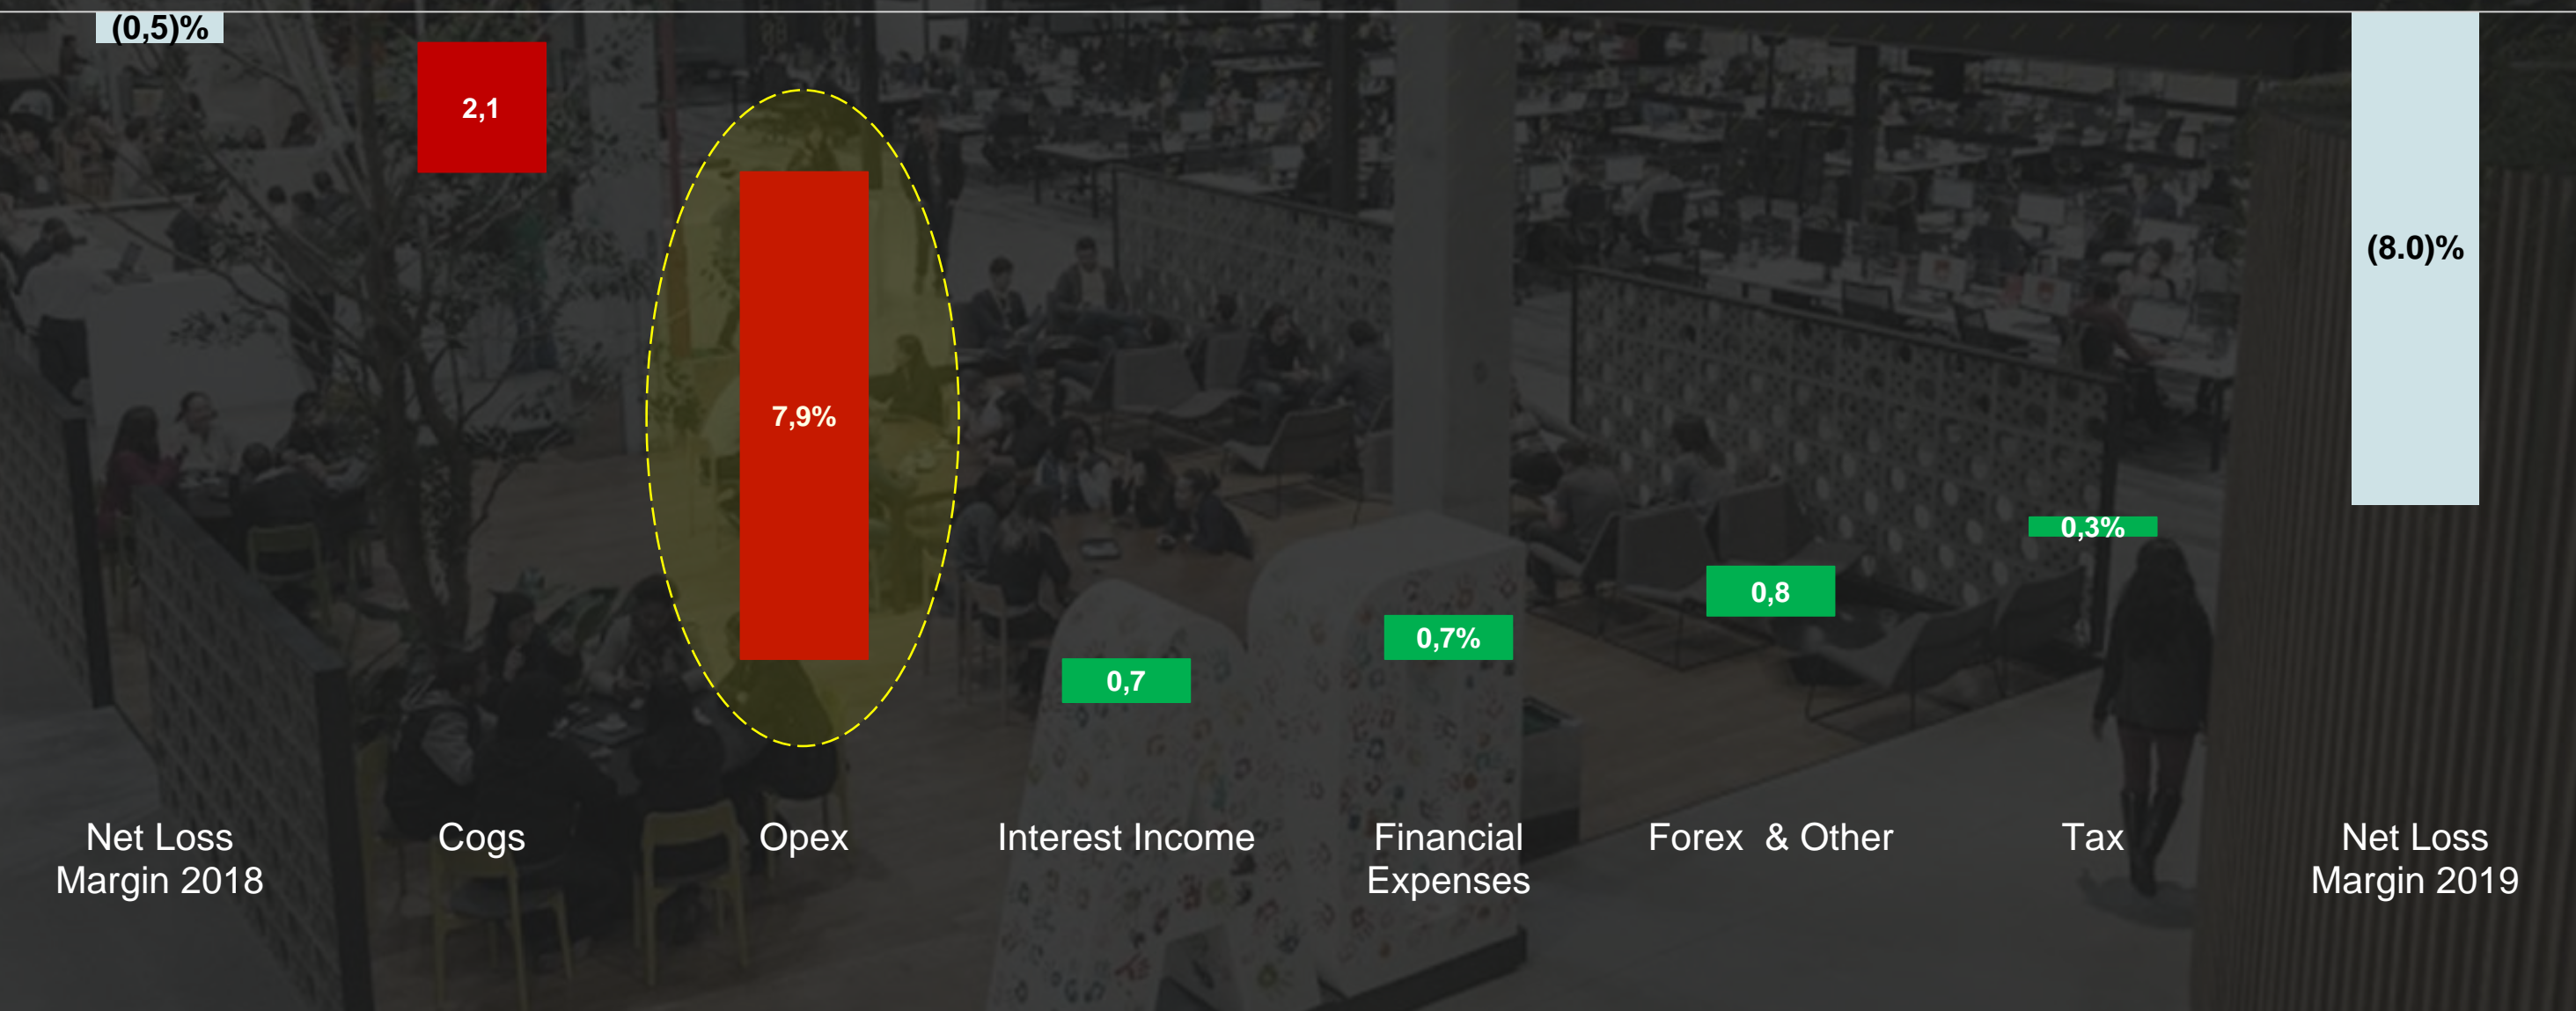 (0,5)%
2,1
7,9%
0,7
0,7%
0,8
0,3%
(8.0)%
Net Loss
Margin 2018
Cogs
Opex
Interest Income
Financial
Expenses
Forex  & Other
Tax
Net Loss
Margin 2019